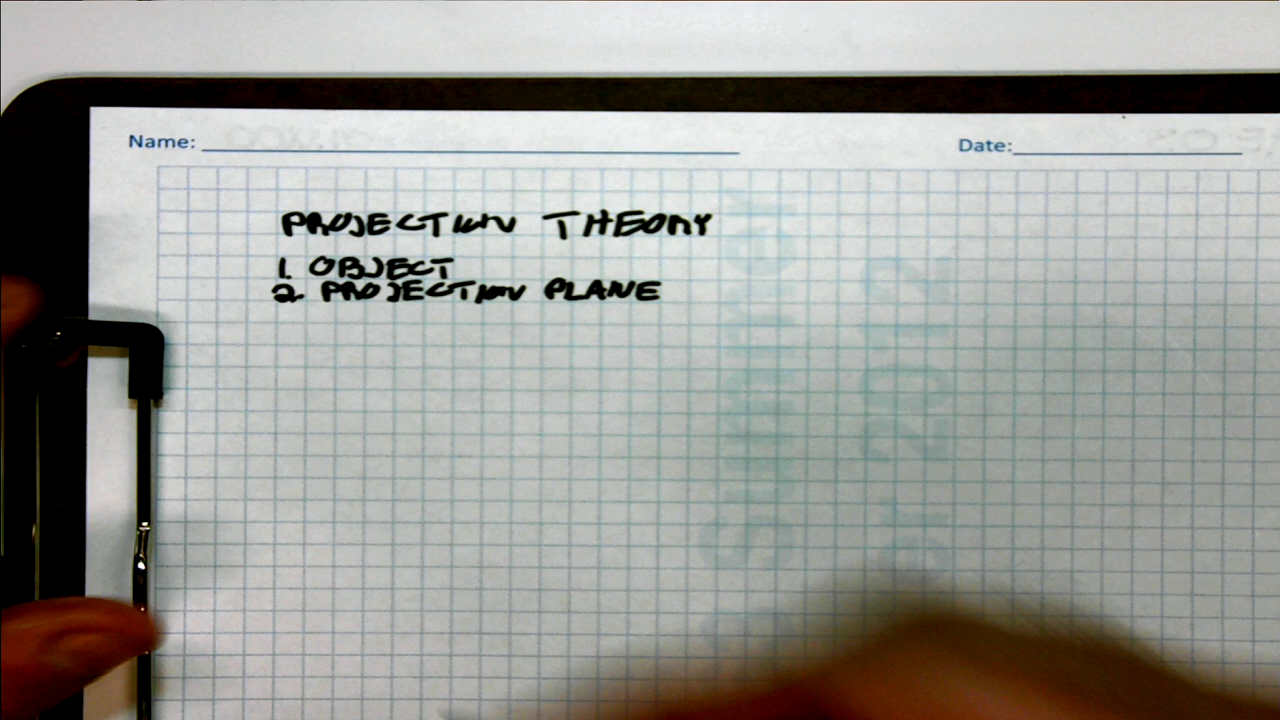 Name: Date:
PROJECTION THEORY
1. OBJECT
2. PROJECTION PLANE